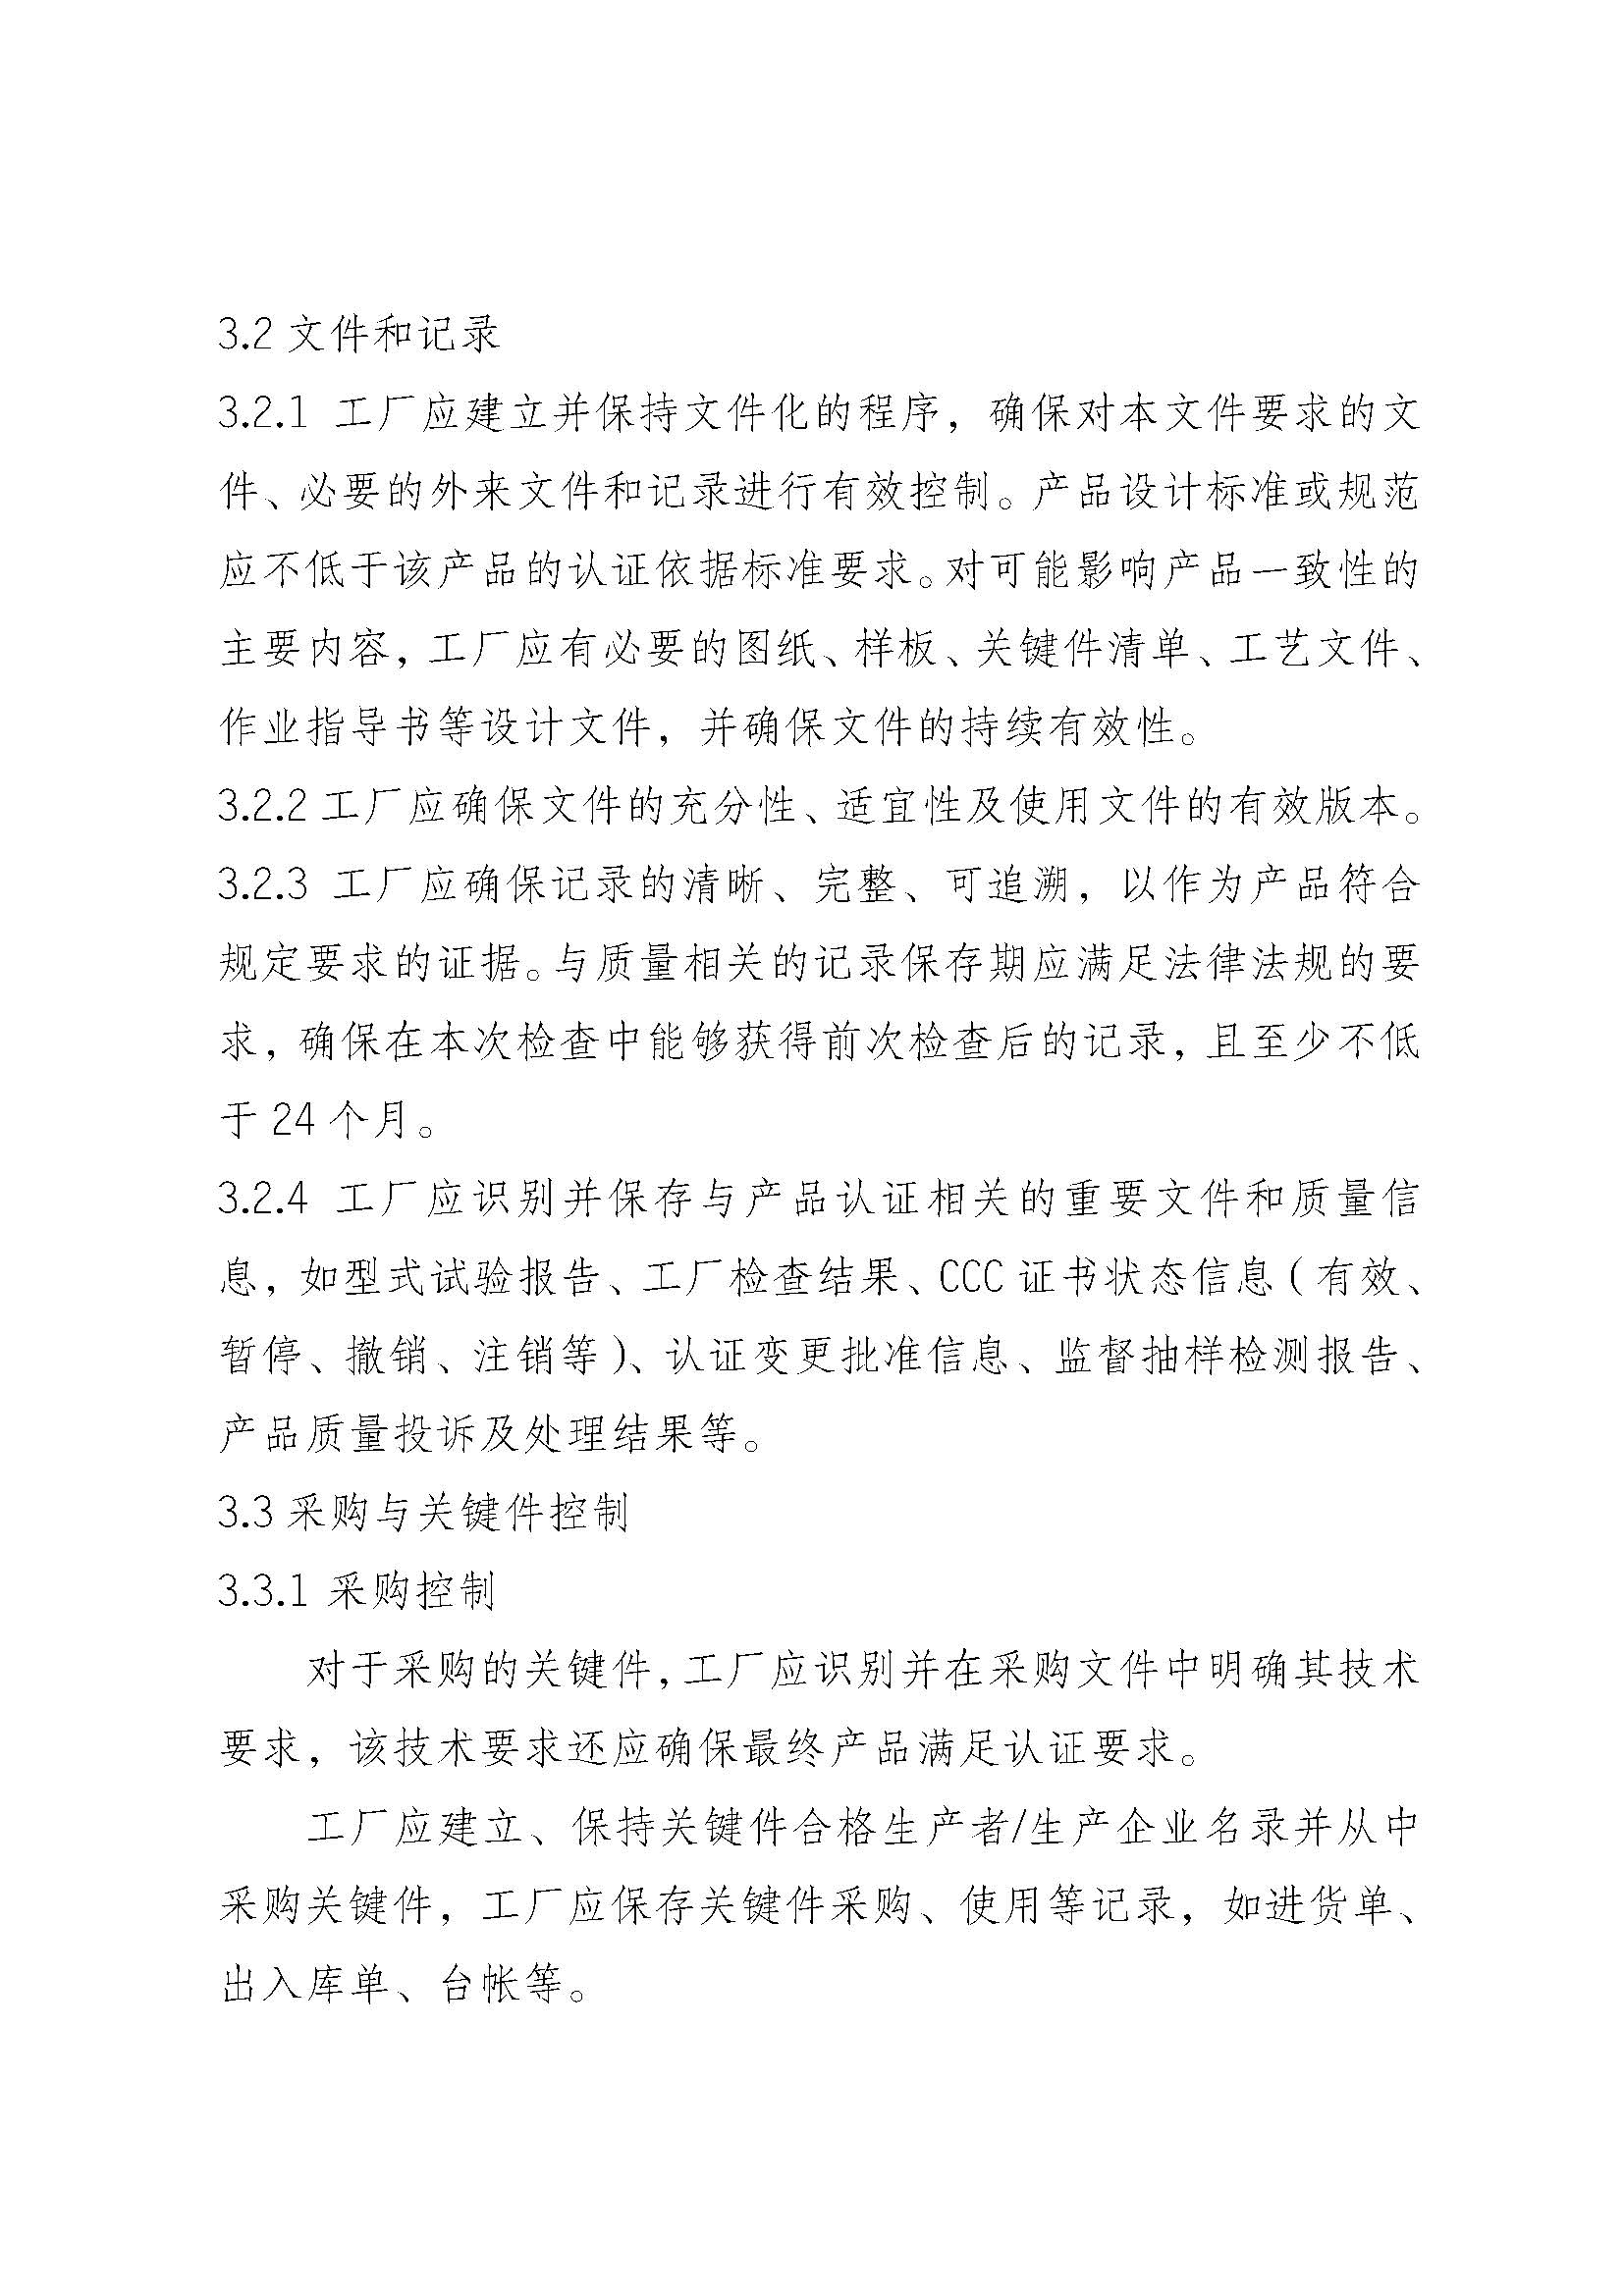 3.2 文件和记录
3.2.1 工厂应建立并保持文件化的程序，确保对本文件要求的文
件、必要的外来文件和记录进行有效控制。产品设计标准或规范
应不低于该产品的认证依据标准要求。对可能影响产品一致性的
主要内容，工厂应有必要的图纸、样板、关键件清单、工艺文件、
作业指导书等设计文件，并确保文件的持续有效性。
3.2.2 工厂应确保文件的充分性、适宜性及使用文件的有效版本。
3.2.3 工厂应确保记录的清晰、完整、可追溯，以作为产品符合
规定要求的证据。与质量相关的记录保存期应满足法律法规的要
求，确保在本次检查中能够获得前次检查后的记录，且至少不低
于 24 个月。
3.2.4 工厂应识别并保存与产品认证相关的重要文件和质量信
息，如型式试验报告、工厂检查结果、CCC 证书状态信息（有效、
暂停、撤销、注销等）、认证变更批准信息、监督抽样检测报告、
产品质量投诉及处理结果等。
3.3 采购与关键件控制
3.3.1 采购控制
对于采购的关键件，工厂应识别并在采购文件中明确其技术
要求，该技术要求还应确保最终产品满足认证要求。
工厂应建立、保持关键件合格生产者/生产企业名录并从中
采购关键件，工厂应保存关键件采购、使用等记录，如进货单、
出入库单、台帐等。